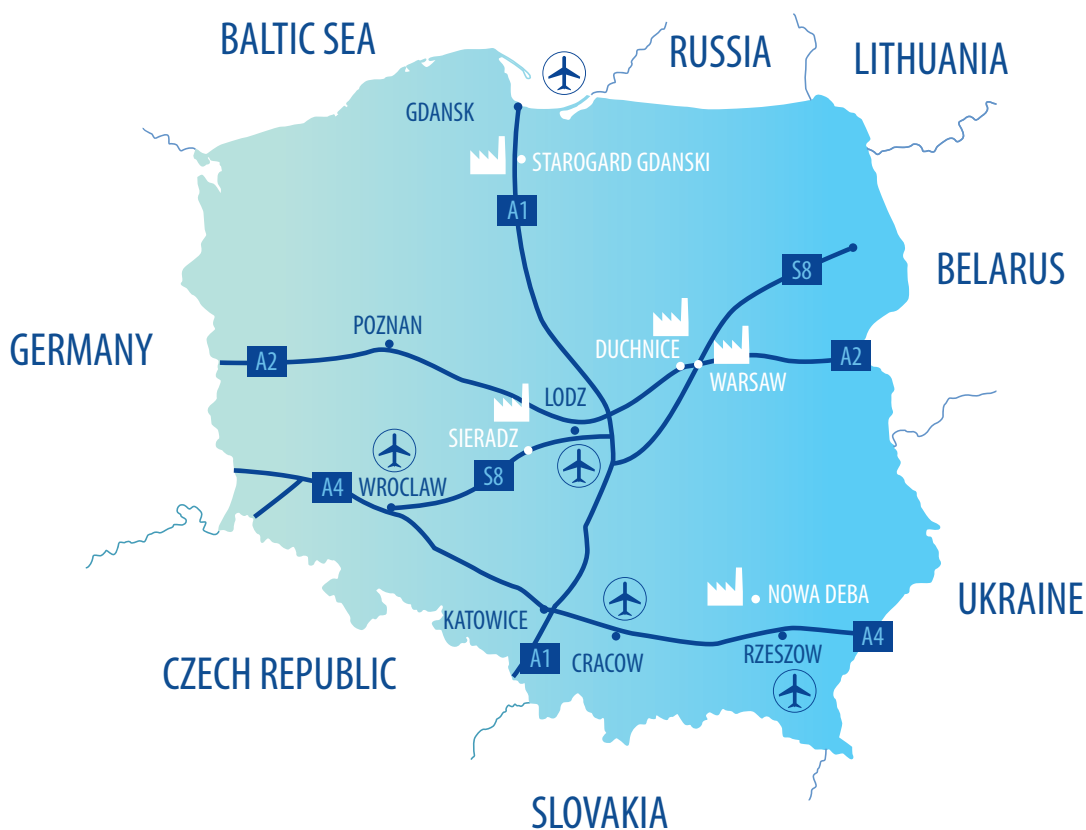 BALTIC SEA
RUSSIA
LITHUANIA
GDANSK
STAROGARD GDANSKI
A1
S8
BELARUS
POZNAN
GERMANY
A2
DUCHNICE
A2
WARSAW
LODZ
SIERADZ
S8
A4
WROCLAW
NOWA DEBA
UKRAINE
KATOWICE
A4
A1
CRACOW
RZESZOW
CZECH REPUBLIC
SLOVAKIA